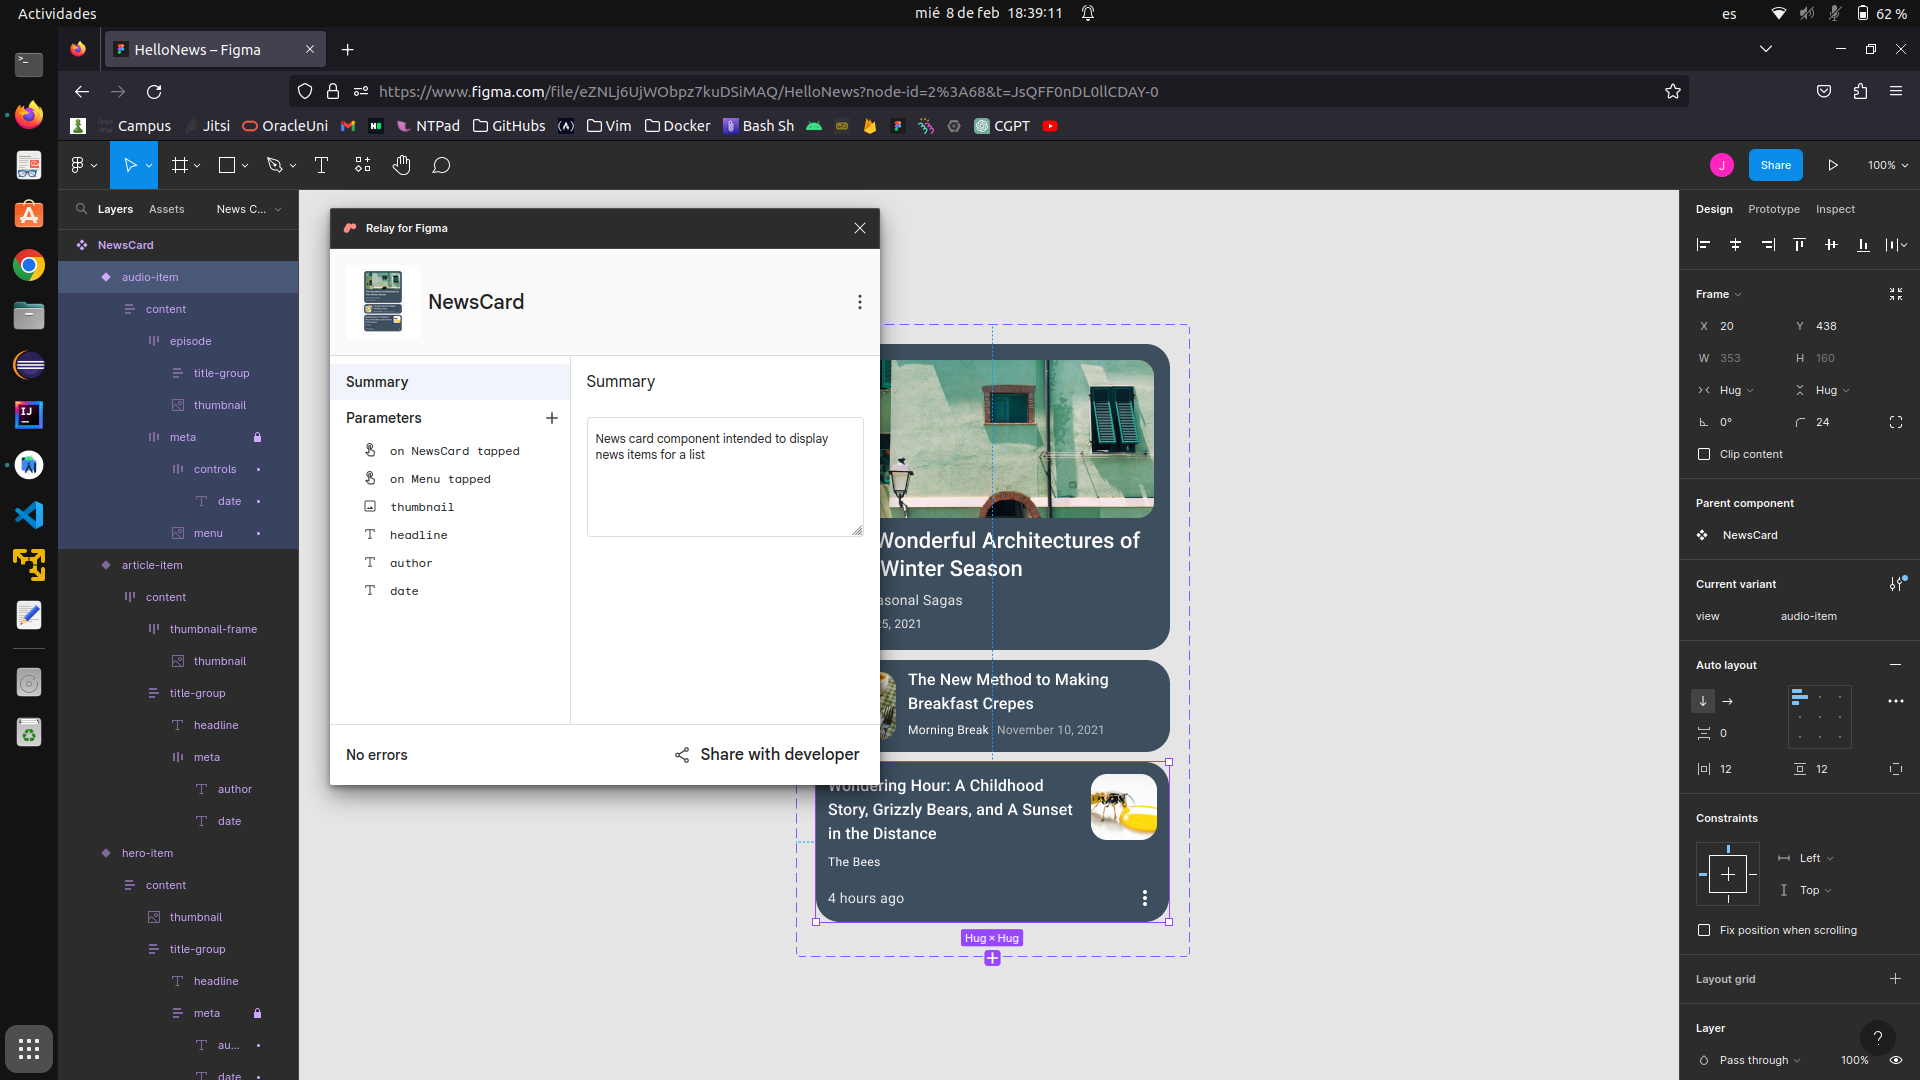 Actividades
mié 8 de feb 18:39:11
es
62 %
HelloNews – Figma
https://www.figma.com/file/eZNLj6UjWObpz7kuDSiMAQ/HelloNews?node-id=2%3A68&t=JsQFF0nDL0llCDAY-0
Campus
Jitsi
OracleUni
NTPad
GitHubs
Vim
Docker
Bash Sh
CGPT
J
Share
100%
Layers
Assets
News C...
NewsCard
audio-item
content
episode
title-group
thumbnail
meta
controls
date
menu
article-item
content
thumbnail-frame
thumbnail
title-group
headline
meta
author
date
hero-item
content
thumbnail
title-group
headline
meta
au...
date
Relay for Figma
NewsCard
Summary
Parameters
on NewsCard tapped
on Menu tapped
thumbnail
headline
author
date
Summary
News card component intended to display
news items for a list
No errors
Share with developer
Wonderful Architectures of
Winter Season
asonal Sagas
5, 2021
The New Method to Making
Breakfast Crepes
Morning Break
November 10, 2021
Wondering Hour: A Childhood
Story, Grizzly Bears, and A Sunset
in the Distance
The Bees
4 hours ago
Hug × Hug
Design
Prototype
Inspect
Frame
X 20
Y 438
W 353
H 160
Hug
Hug
0°
24
Clip content
Parent component
NewsCard
Current variant
view
audio-item
Auto layout
0
12
12
Constraints
Left
Top
Fix position when scrolling
Layout grid
Layer
?
Pass through
100%